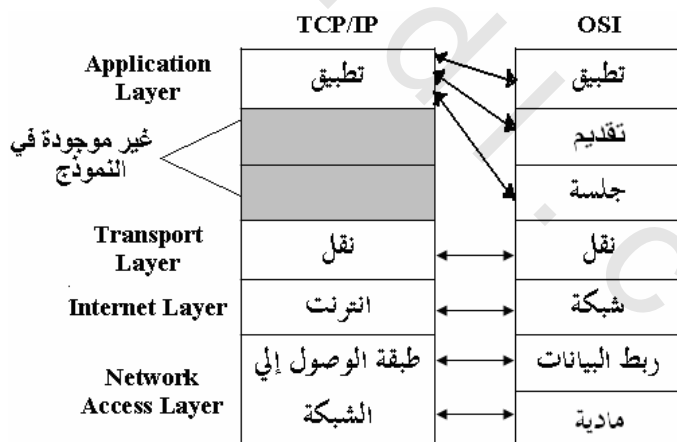 TCP/IP
OSI
Application
Layer
تطبيق
تطبيق
غير موجودة في
النموذج
تقديم
جلسة
Transport
Layer
نقل
نقل
Internet Layer
انترنت
شبكة
Network
Access Layer
طبقة الوصول إلي
الشبكة
ربط البيانات
مادية